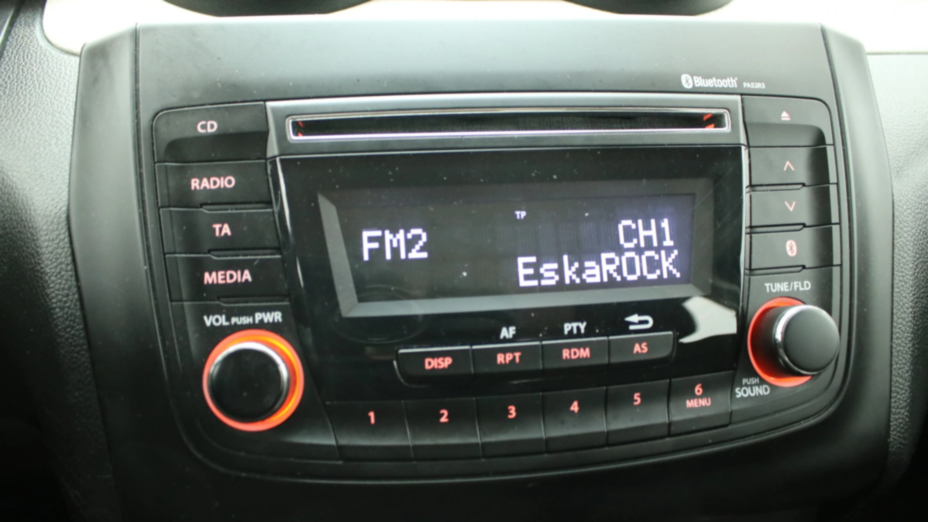 Bluetooth®
CD
RADIO
TA
MEDIA
VOL PUSH PWR
TP
FM2
CH1
EskaROCK
AF
PTY
DISP
RPT
RDM
AS
1
2
3
4
5
6
MENU
TUNE/FLD
PUSH
SOUND